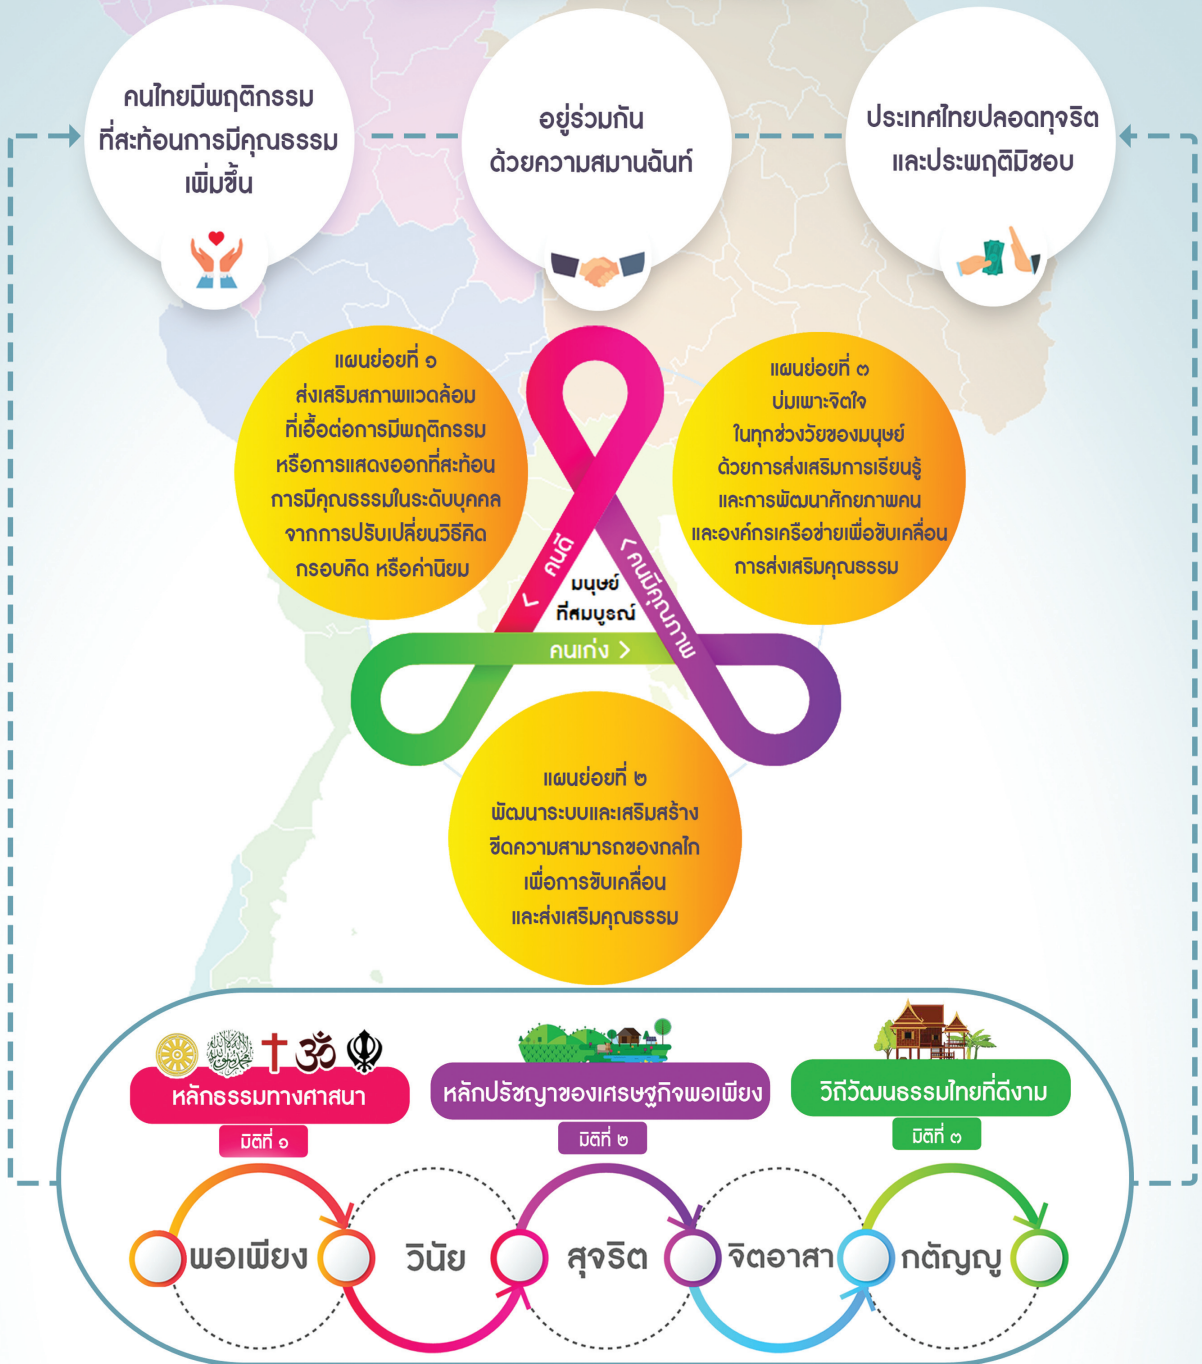 คนไทยมีพฤติกรรม
ที่สะท้อนการมีคุณธรรม
เพิ่มขึ้น
อยู่ร่วมกัน
ด้วยความสมานฉันท์
ประเทศไทยปลอดทุจริต
และประพฤติมิชอบ
แผนย่อยที่ ๑
ส่งเสริมสภาพแวดล้อม
ที่เอื้อต่อการมีพฤติกรรม
หรือการแสดงออกที่สะท้อน
การมีคุณธรรมในระดับบุคคล
จากการปรับเปลี่ยนวิธีคิด
กรอบคิด หรือค่านิยม
แผนย่อยที่ ๓
บ่มเพาะจิตใจ
ในทุกช่วงวัยของมนุษย์
ด้วยการส่งเสริมการเรียนรู้
และการพัฒนาศักยภาพคน
และองค์กรเครือข่ายเพื่อขับเคลื่อน
การส่งเสริมคุณธรรม
คนดี
คนมีคุณภาพ
มนุษย์
ที่สมบูรณ์
คนเก่ง
แผนย่อยที่ ๒
พัฒนาระบบและเสริมสร้าง
ขีดความสามารถของกลไก
เพื่อการขับเคลื่อน
และส่งเสริมคุณธรรม
หลักธรรมทางศาสนา
มิติที่ ๑
หลักปรัชญาของเศรษฐกิจพอเพียง
มิติที่ ๒
วิถีวัฒนธรรมไทยที่ดีงาม
มิติที่ ๓
พอเพียง
วินัย
สุจริต
จิตอาสา
กตัญญู